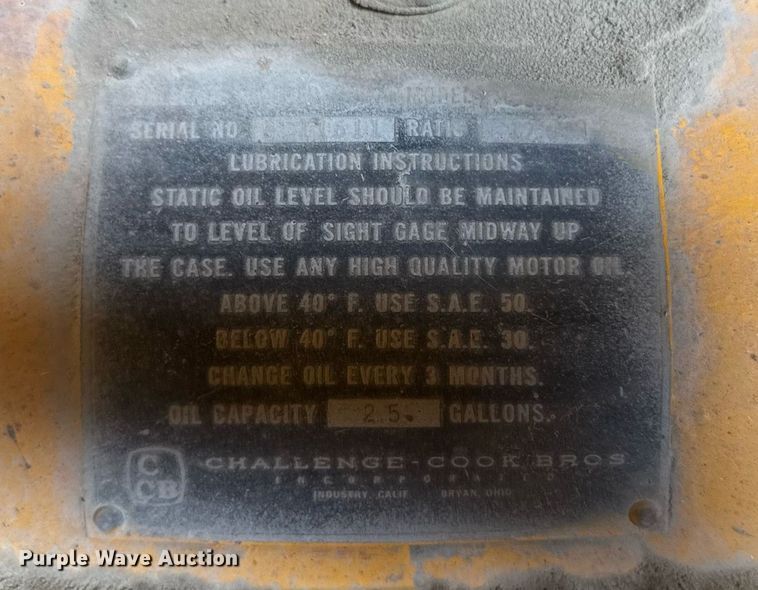 MODEL
SERIAL NO RATIO
LUBRICATION INSTRUCTIONS
STATIC OIL LEVEL SHOULD BE MAINTAINED
TO LEVEL OF SIGHT GAGE MIDWAY UP
THE CASE. USE ANY HIGH QUALITY MOTOR OIL.
ABOVE 40° F. USE S.A.E. 50.
BELOW 40° F. USE S.A.E. 30.
CHANGE OIL EVERY 3 MONTHS.
OIL CAPACITY 2.5 GALLONS.
C
CB
CHALLENGE-COOK BROS
INCORPORATED
INDUSTRY, CALIF. BRYAN, OHIO
Purple Wave Auction